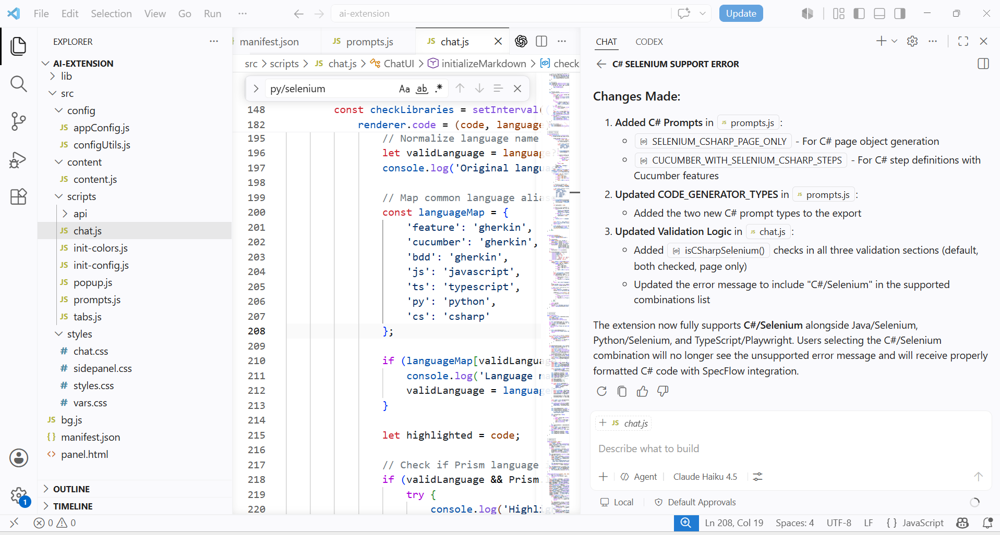 File Edit Selection View Go Run ···
ai-extension
Update
EXPLORER
AI-EXTENSION
lib
src
config
JS appConfig.js
JS configUtils.js
content
JS content.js
scripts
api
JS chat.js
JS init-colors.js
JS init-config.js
JS popup.js
JS prompts.js
JS tabs.js
styles
# chat.css
# sidepanel.css
# styles.css
# vars.css
JS bg.js
{} manifest.json
<> panel.html
OUTLINE
TIMELINE
1
manifest.json JS prompts.js JS chat.js
src > scripts > JS chat.js > ChatUI > initializeMarkdown > check
py/selenium Aa ab .*
148 const checkLibraries = setInterval((
182 renderer.code = (code, language
195 // Normalize language name
196 let validLanguage = language?
197 console.log('Original langua
198
199 // Map common language alias
200 const languageMap = {
201 'feature': 'gherkin',
202 'cucumber': 'gherkin',
203 'bdd': 'gherkin',
204 'js': 'javascript',
205 'ts': 'typescript',
206 'py': 'python',
207 'cs': 'csharp'
208 };
209
210 if (languageMap[validLangua
211 console.log('Language ma
212 validLanguage = language
213 }
214
215 let highlighted = code;
216
217 // Check if Prism language i
218 if (validLanguage && Prism.
219 try {
220 console.log('Highlig
CHAT CODEX
C# SELENIUM SUPPORT ERROR
Changes Made:
1. Added C# Prompts in JS prompts.js :
SELENIUM_CSHARP_PAGE_ONLY - For C# page object generation
CUCUMBER_WITH_SELENIUM_CSHARP_STEPS - For C# step definitions with
Cucumber features
2. Updated CODE_GENERATOR_TYPES in JS prompts.js :
Added the two new C# prompt types to the export
3. Updated Validation Logic in JS chat.js :
Added isCSharpSelenium() checks in all three validation sections (default,
both checked, page only)
Updated the error message to include "C#/Selenium" in the supported
combinations list
The extension now fully supports C#/Selenium alongside Java/Selenium,
Python/Selenium, and TypeScript/Playwright. Users selecting the C#/Selenium
combination will no longer see the unsupported error message and will receive properly
formatted C# code with SpecFlow integration.
+ JS chat.js
Describe what to build
Agent Claude Haiku 4.5
Local Default Approvals
0 0
Ln 208, Col 19 Spaces: 4 UTF-8 LF { } JavaScript